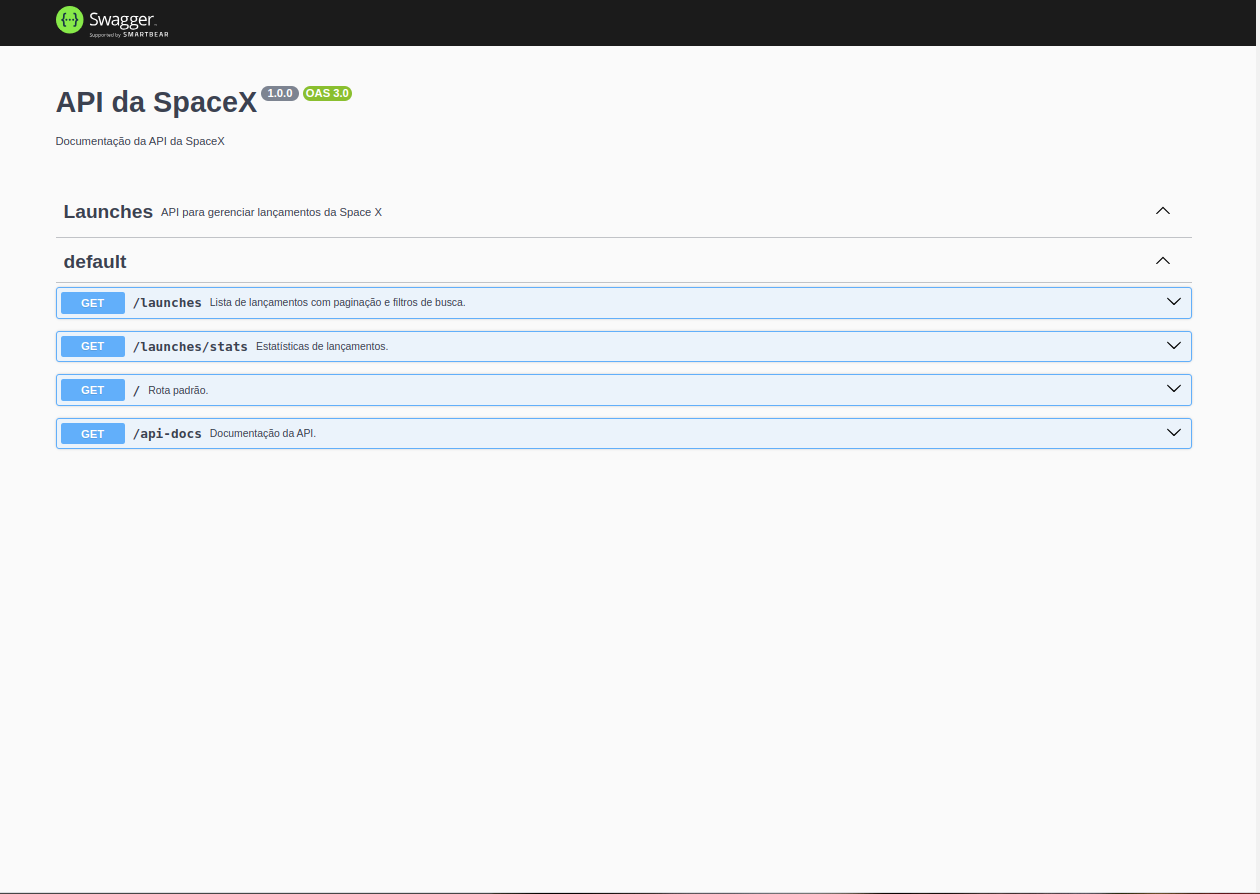 {···} Swagger
Supported by SMARTBEAR
API da SpaceX 1.0.0 OAS 3.0
Documentação da API da SpaceX
Launches API para gerenciar lançamentos da Space X
default
GET /launches Lista de lançamentos com paginação e filtros de busca.
GET /launches/stats Estatísticas de lançamentos.
GET / Rota padrão.
GET /api-docs Documentação da API.